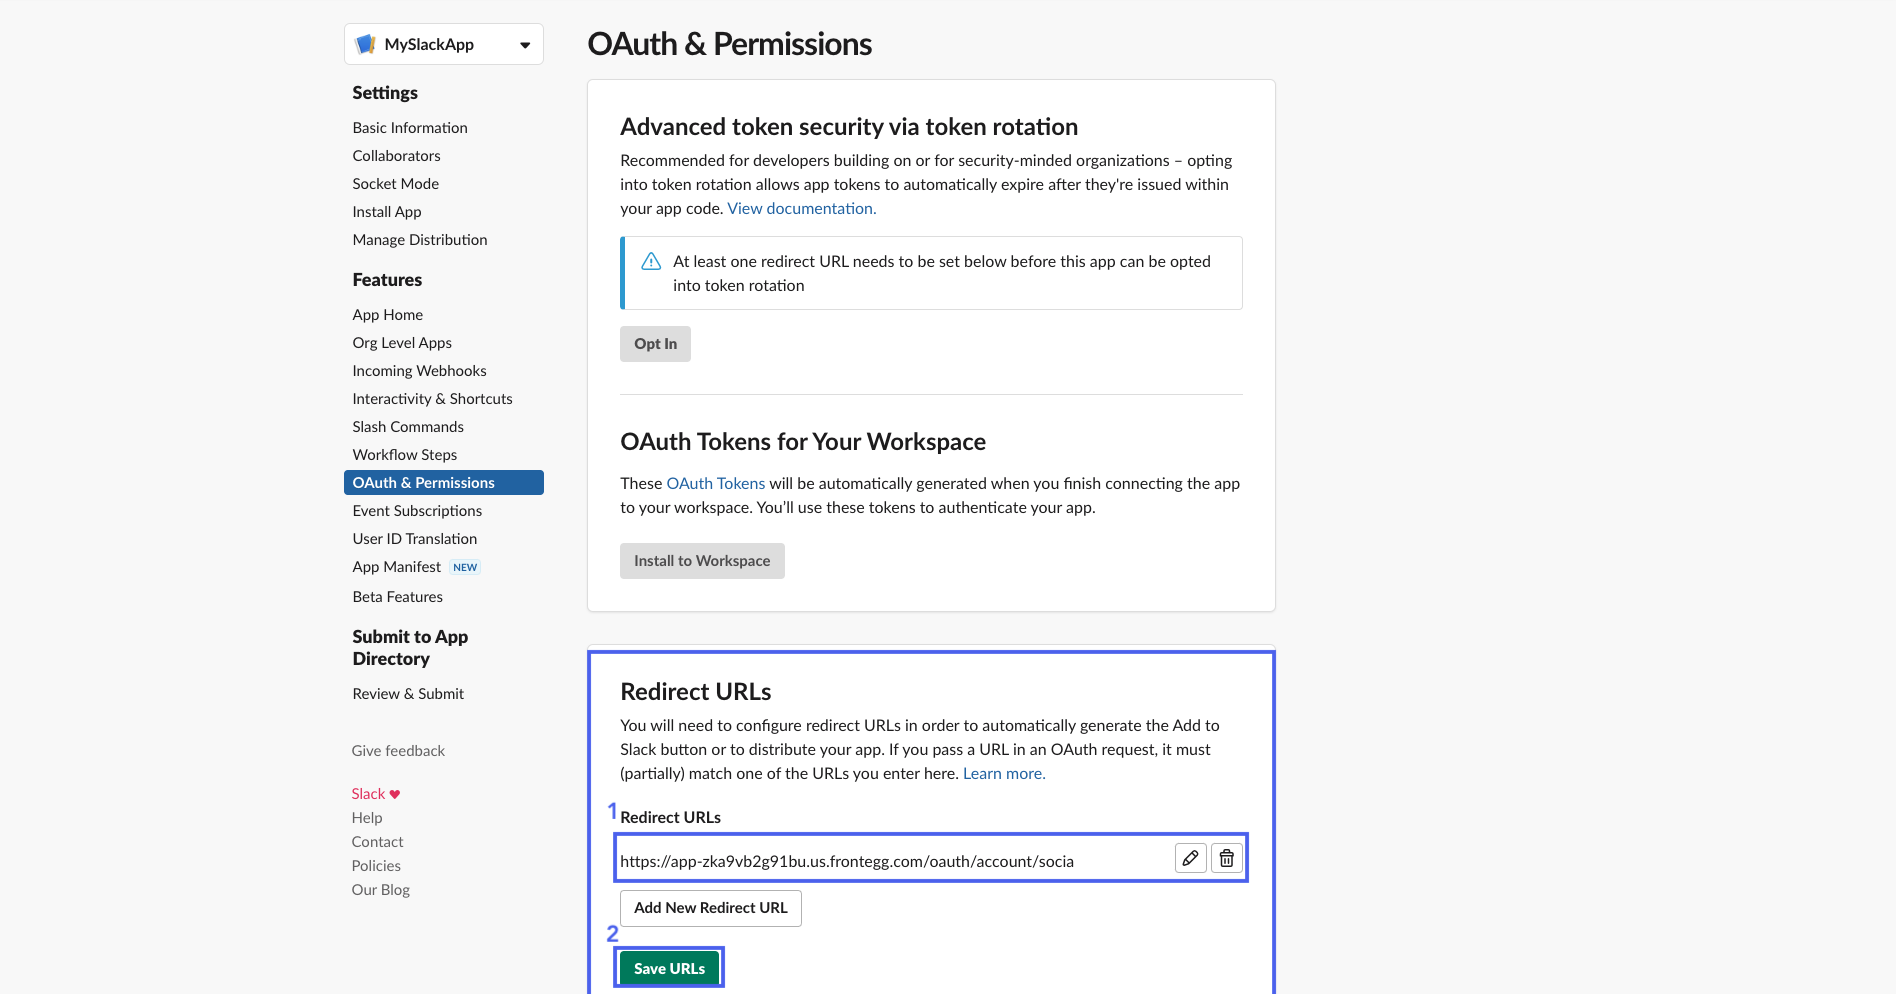 MySlackApp
Settings
Basic Information
Collaborators
Socket Mode
Install App
Manage Distribution
Features
App Home
Org Level Apps
Incoming Webhooks
Interactivity & Shortcuts
Slash Commands
Workflow Steps
OAuth & Permissions
Event Subscriptions
User ID Translation
App Manifest NEW
Beta Features
Submit to App
Directory
Review & Submit
Give feedback
Slack ♥
Help
Contact
Policies
Our Blog
OAuth & Permissions
Advanced token security via token rotation
Recommended for developers building on or for security-minded organizations – opting
into token rotation allows app tokens to automatically expire after they're issued within
your app code. View documentation.
At least one redirect URL needs to be set below before this app can be opted
into token rotation
Opt In
OAuth Tokens for Your Workspace
These OAuth Tokens will be automatically generated when you finish connecting the app
to your workspace. You’ll use these tokens to authenticate your app.
Install to Workspace
Redirect URLs
You will need to configure redirect URLs in order to automatically generate the Add to
Slack button or to distribute your app. If you pass a URL in an OAuth request, it must
(partially) match one of the URLs you enter here. Learn more.
1 Redirect URLs
https://app-zka9vb2g91bu.us.frontegg.com/oauth/account/socia
Add New Redirect URL
2
Save URLs